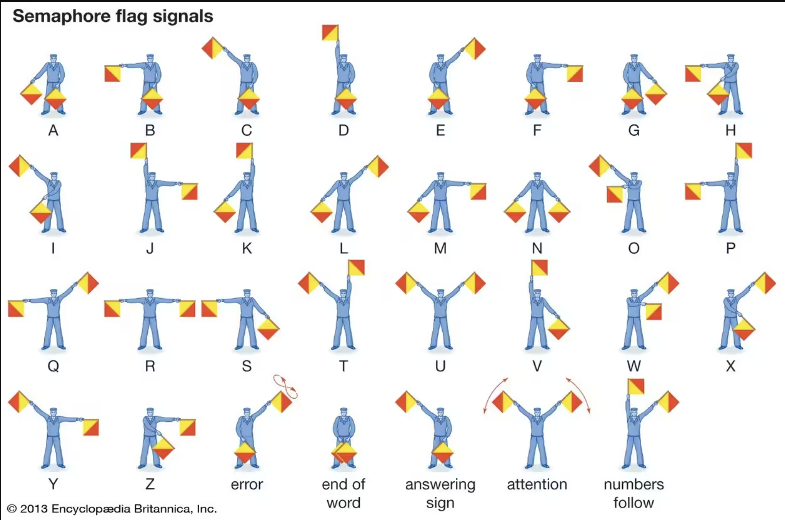 Semaphore flag signals
A B C D E F G H
I J K L M N O P
Q R S T U V W X
Y Z error end of word answering sign attention numbers follow
© 2013 Encyclopædia Britannica, Inc.